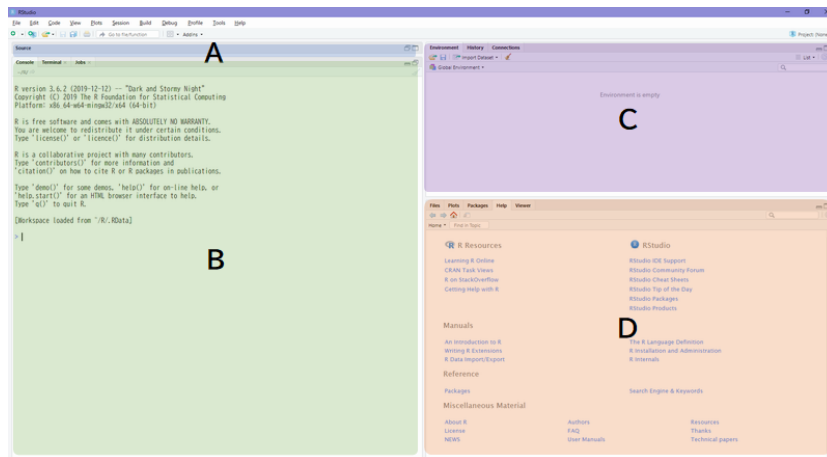 RStudio
File Edit Code View Plots Session Build Debug Profile Tools Help
Go to file/function Addins Project: (None)
Source
A
Console Terminal Jobs
~/R/
R version 3.6.2 (2019-12-12) -- "Dark and Stormy Night"
Copyright (C) 2019 The R Foundation for Statistical Computing
Platform: x86_64-w64-mingw32/x64 (64-bit)
R is free software and comes with ABSOLUTELY NO WARRANTY.
You are welcome to redistribute it under certain conditions.
Type 'license()' or 'licence()' for distribution details.
R is a collaborative project with many contributors.
Type 'contributors()' for more information and
'citation()' on how to cite R or R packages in publications.
Type 'demo()' for some demos, 'help()' for on-line help, or
'help.start()' for an HTML browser interface to help.
Type 'q()' to quit R.
[Workspace loaded from ~/R/.RData]
>
B
Environment History Connections
Import Dataset List
Global Environment
Environment is empty
C
Files Plots Packages Help Viewer
Home Find in Topic
R Resources
Learning R Online
CRAN Task Views
R on StackOverflow
Getting Help with R
RStudio
RStudio IDE Support
RStudio Community Forum
RStudio Cheat Sheets
RStudio Tip of the Day
RStudio Packages
RStudio Products
D
Manuals
An Introduction to R The R Language Definition
Writing R Extensions R Installation and Administration
R Data Import/Export R Internals
Reference
Packages Search Engine & Keywords
Miscellaneous Material
About R Authors Resources
License FAQ Thanks
NEWS User Manuals Technical papers